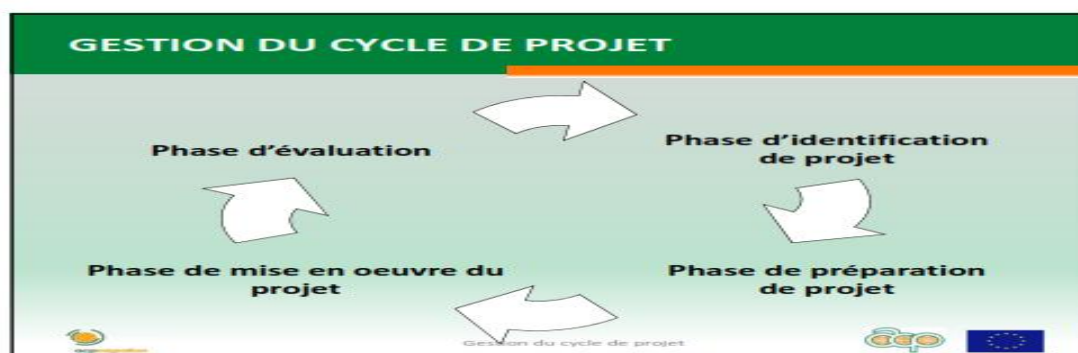 GESTION DU CYCLE DE PROJET
Phase d'évaluation
Phase d'identification
de projet
Phase de mise en oeuvre du
projet
Phase de préparation
de projet
Gestion du cycle de projet
acp